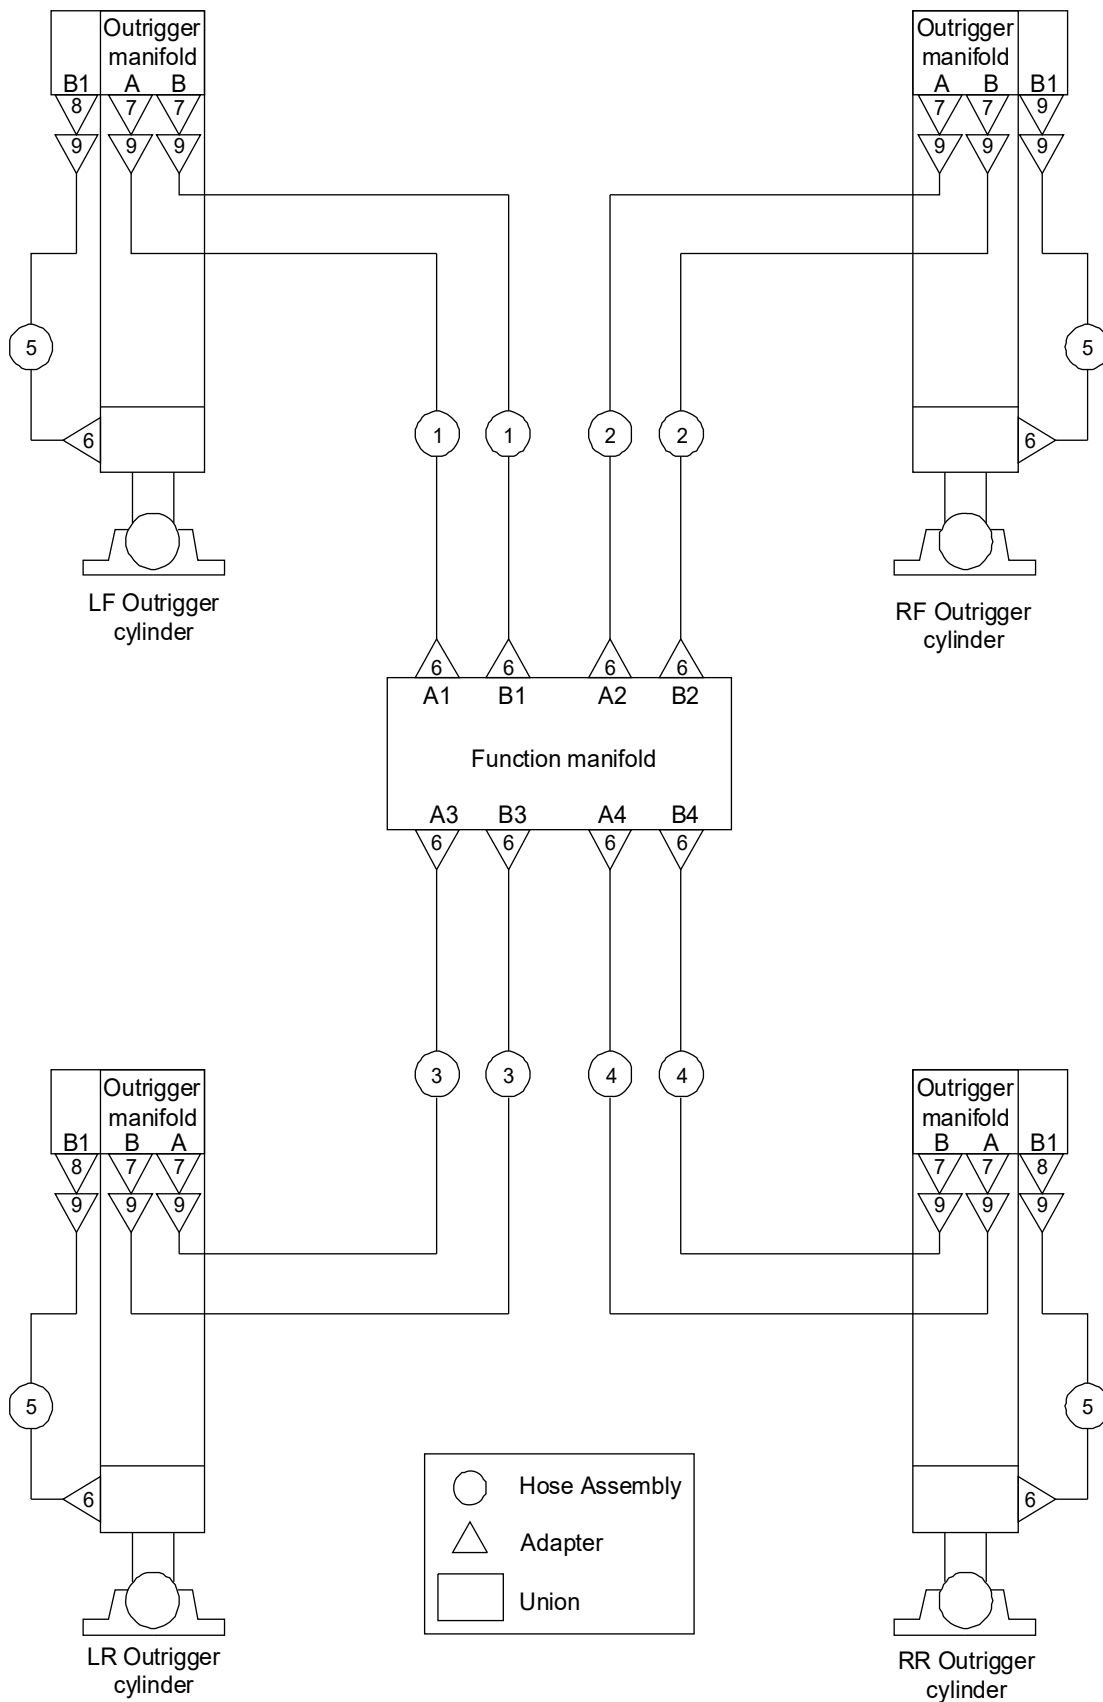 Outrigger
manifold
B1 A B
8 7 7
9 9 9
Outrigger
manifold
A B B1
7 7 9
9 9 9
5
5
1 1 2 2
6
6
LF Outrigger
cylinder
RF Outrigger
cylinder
6 6 6 6
A1 B1 A2 B2
Function manifold
A3 B3 A4 B4
6 6 6 6
3 3 4 4
Outrigger
manifold
B1 B A
8 7 7
9 9 9
Outrigger
manifold
B A B1
7 7 8
9 9 9
5
5
6
6
Hose Assembly
Adapter
Union
LR Outrigger
cylinder
RR Outrigger
cylinder